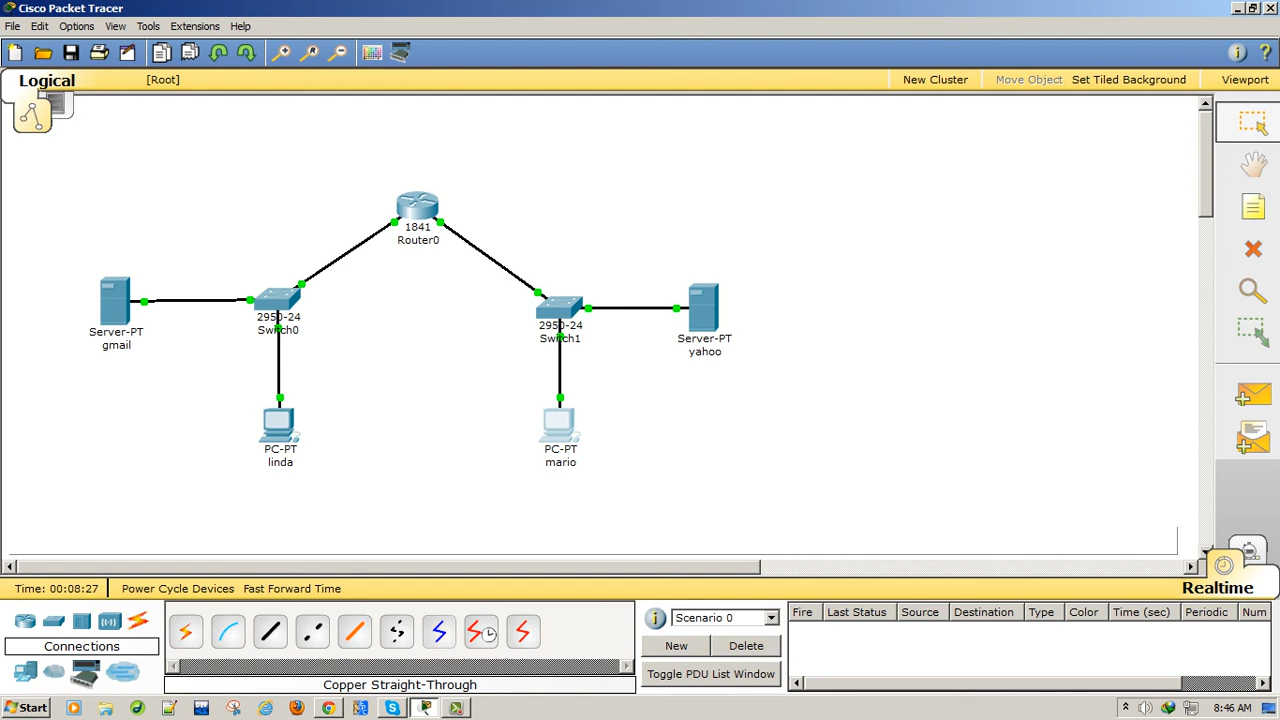 Cisco Packet Tracer
File Edit Options View Tools Extensions Help
Logical [Root] New Cluster Move Object Set Tiled Background Viewport
1841
Router0
2950-24
Switch0
2950-24
Switch1
Server-PT
gmail
Server-PT
yahoo
PC-PT
linda
PC-PT
mario
Time: 00:08:27 Power Cycle Devices Fast Forward Time Realtime
Connections
Copper Straight-Through
Scenario 0
New Delete
Toggle PDU List Window
Fire Last Status Source Destination Type Color Time (sec) Periodic Num
Start 8:46 AM